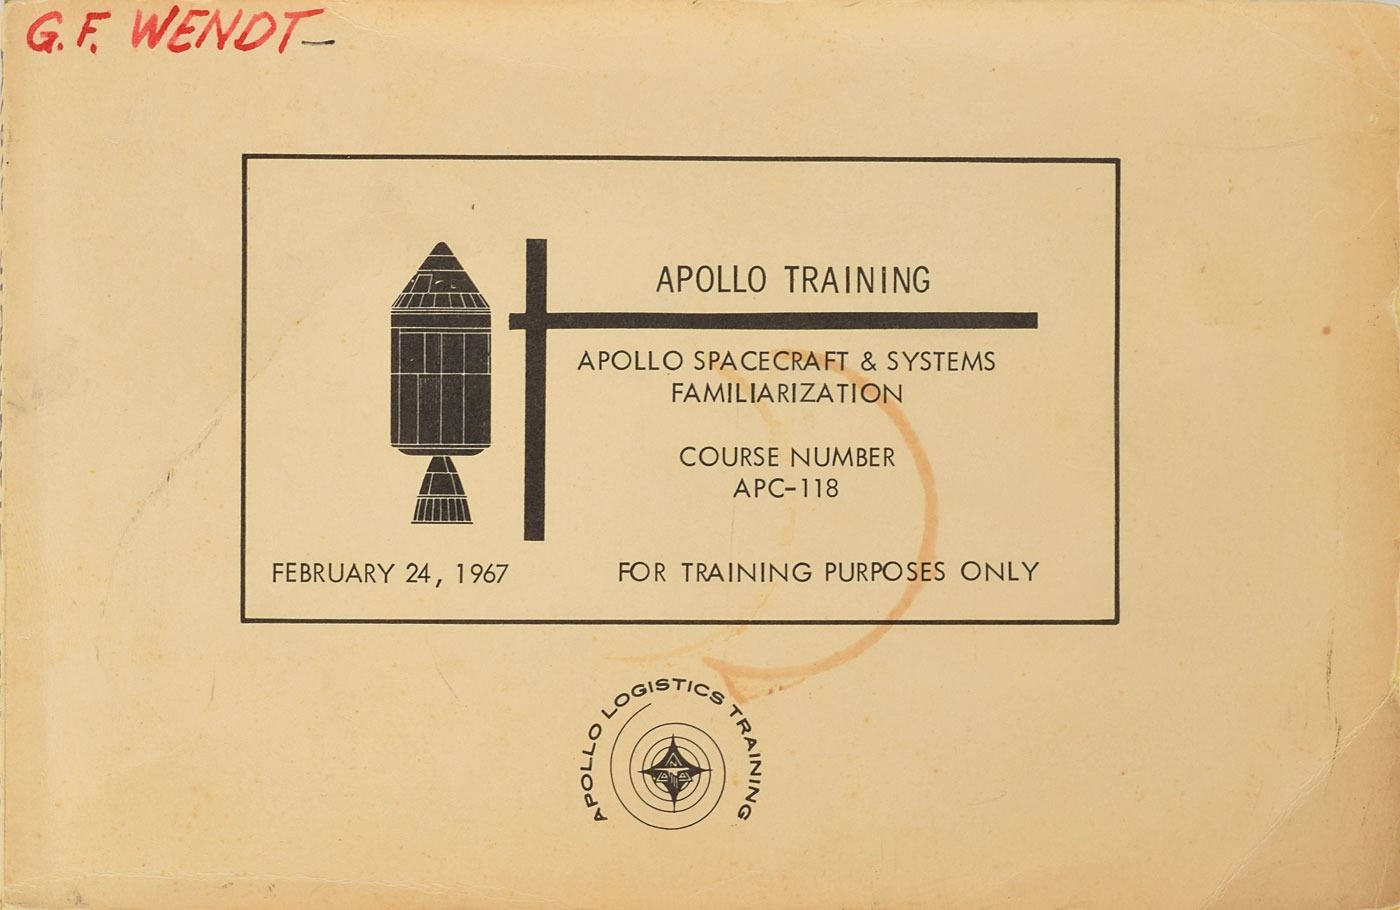 G.F. WENDT-
APOLLO TRAINING
APOLLO SPACECRAFT & SYSTEMS
FAMILIARIZATION
COURSE NUMBER
APC-118
FEBRUARY 24, 1967
FOR TRAINING PURPOSES ONLY
APOLLO LOGISTICS TRAINING